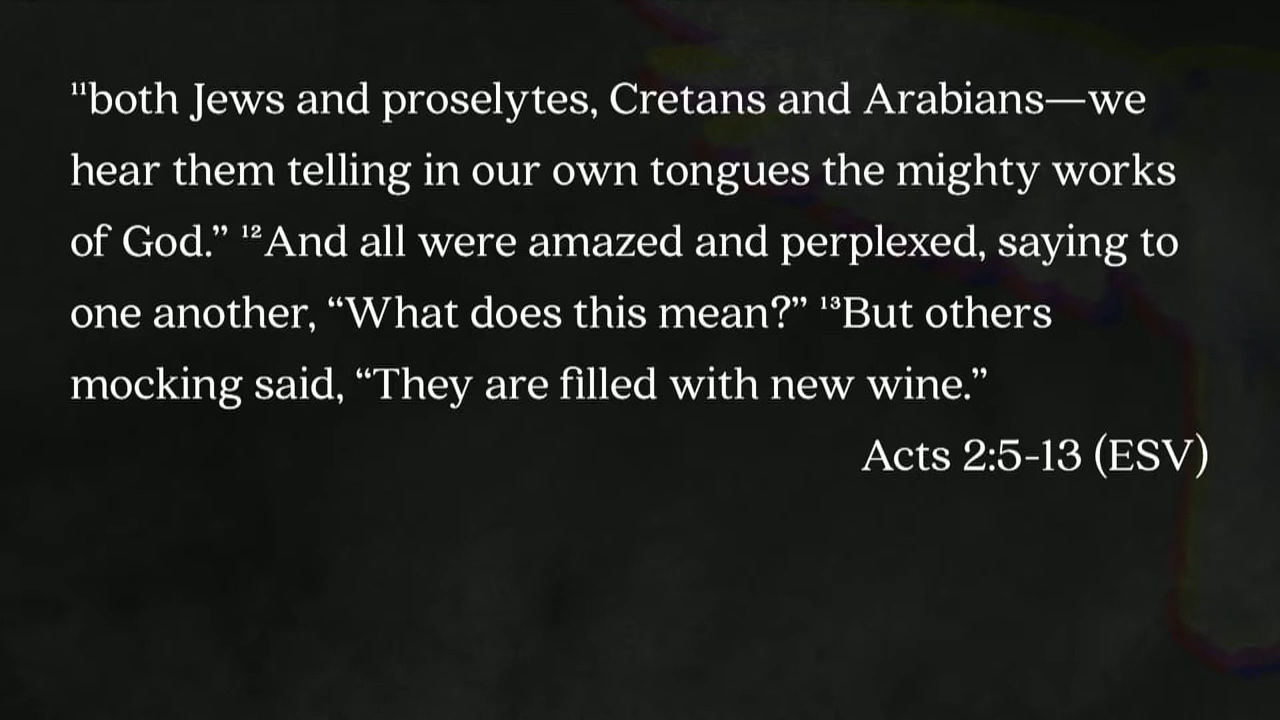 ¹¹both Jews and proselytes, Cretans and Arabians—we
hear them telling in our own tongues the mighty works
of God.” ¹²And all were amazed and perplexed, saying to
one another, “What does this mean?” ¹³But others
mocking said, “They are filled with new wine.”
Acts 2:5-13 (ESV)